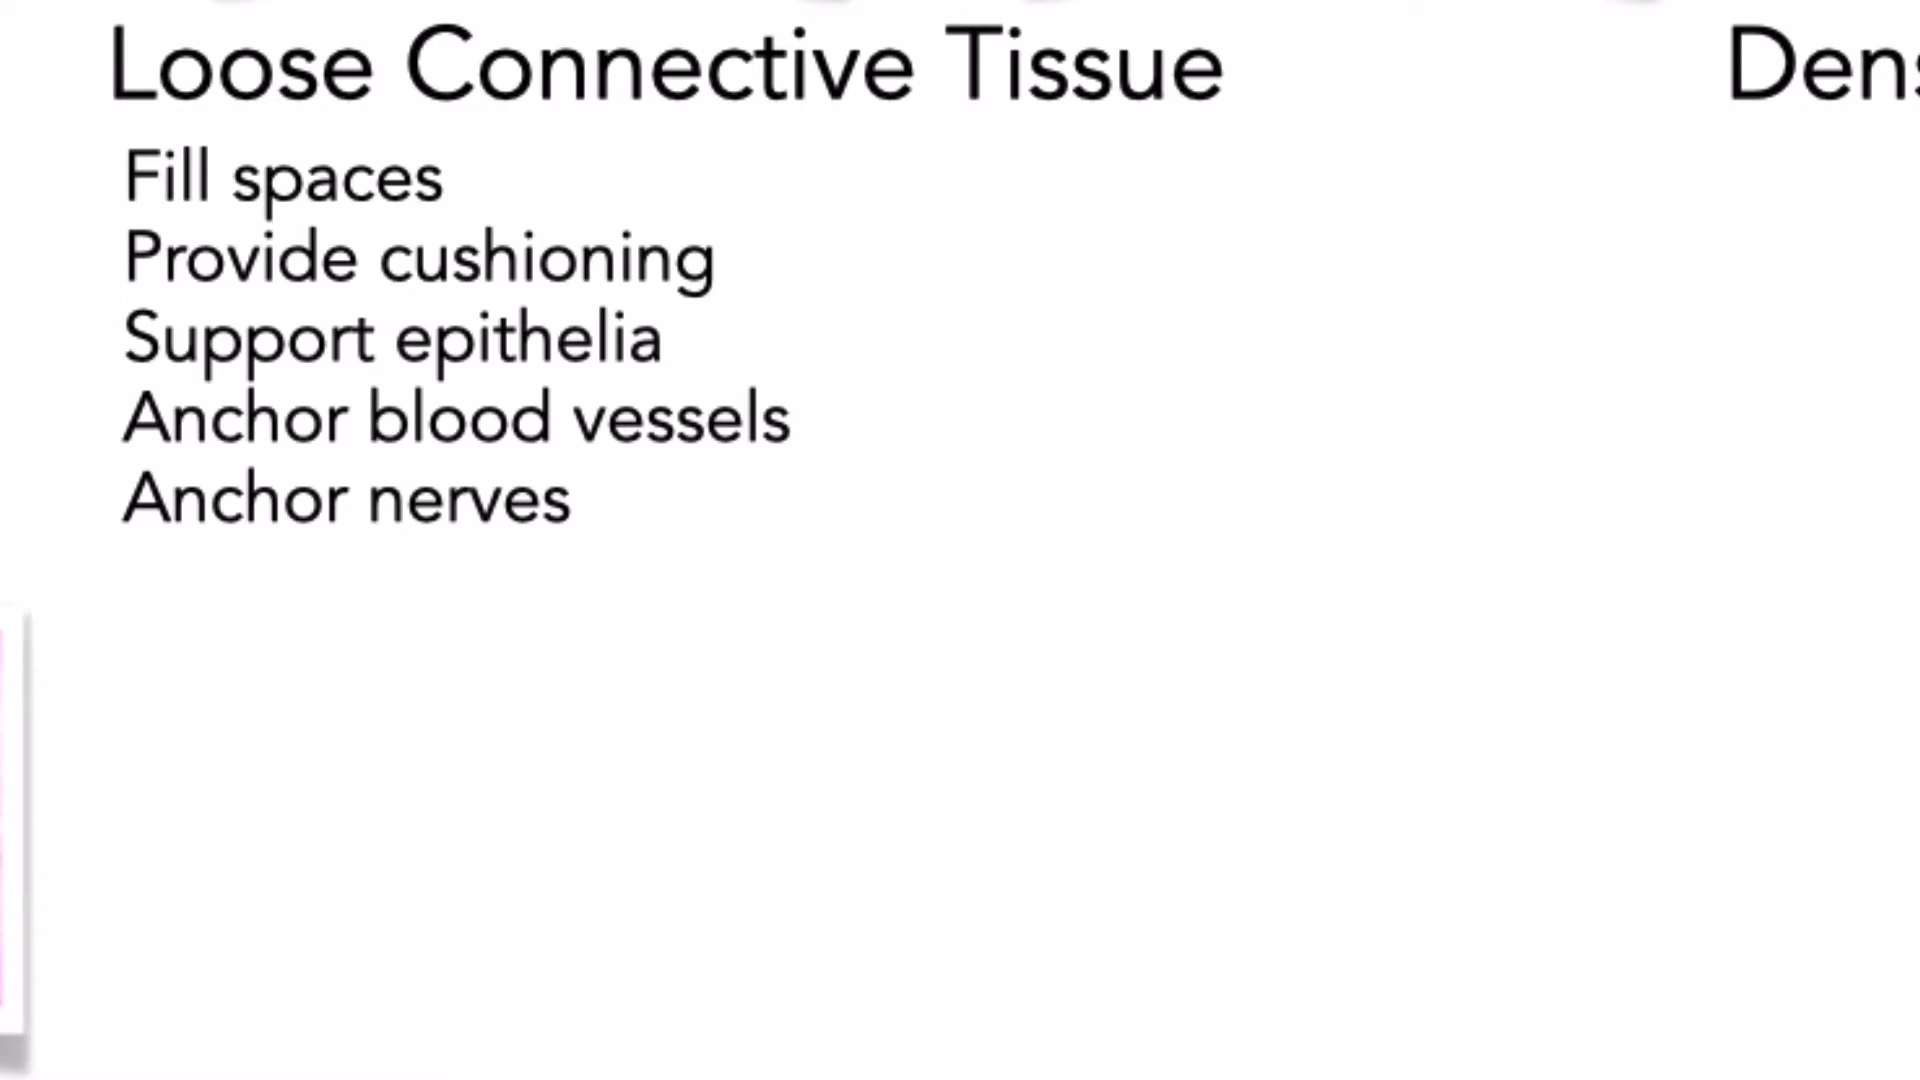 Loose Connective Tissue
Fill spaces
Provide cushioning
Support epithelia
Anchor blood vessels
Anchor nerves